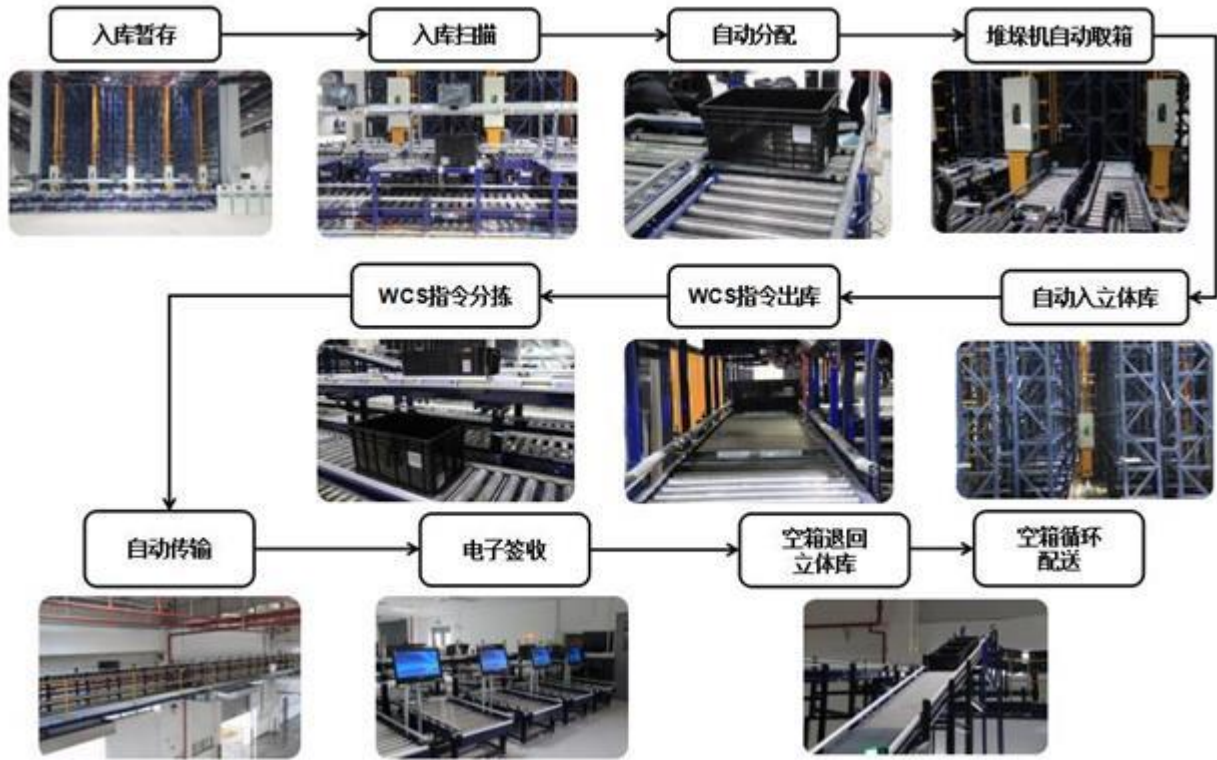 入库暂存
入库扫描
自动分配
堆垛机自动取箱
自动入立体库
WCS指令出库
WCS指令分拣
自动传输
电子签收
空箱退回
立体库
空箱循环
配送